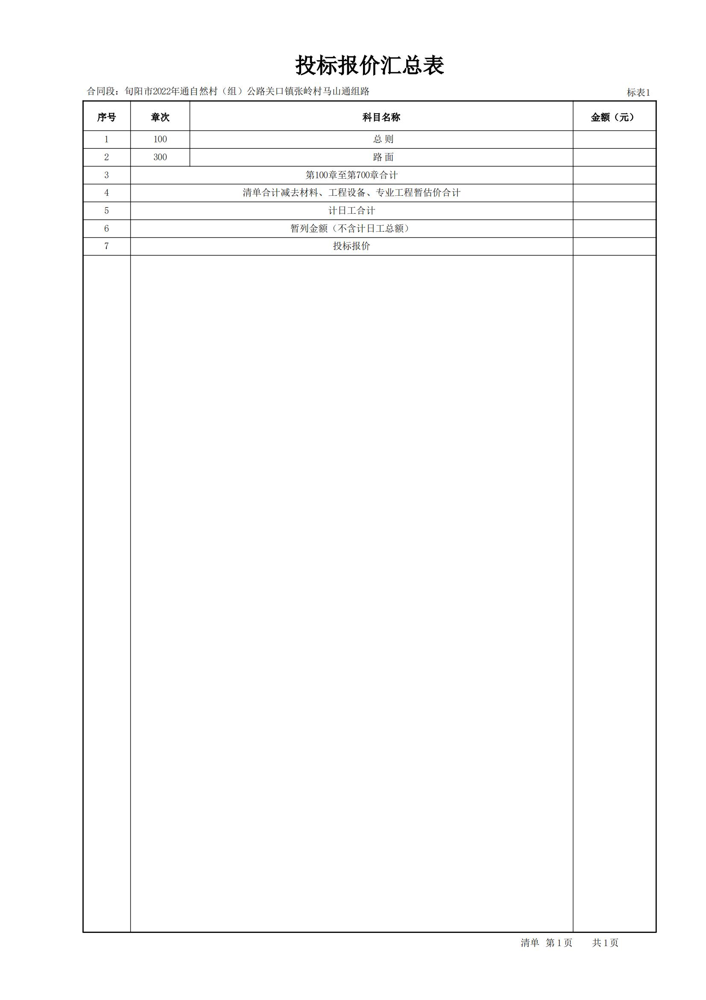 投标报价汇总表
合同段：旬阳市2022年通自然村（组）公路关口镇张岭村马山通组路 标表1
序号 章次 科目名称 金额（元）
1 100 总 则
2 300 路 面
3 第100章至第700章合计
4 清单合计减去材料、工程设备、专业工程暂估价合计
5 计日工合计
6 暂列金额（不含计日工总额）
7 投标报价
清单 第 1 页 共 1 页